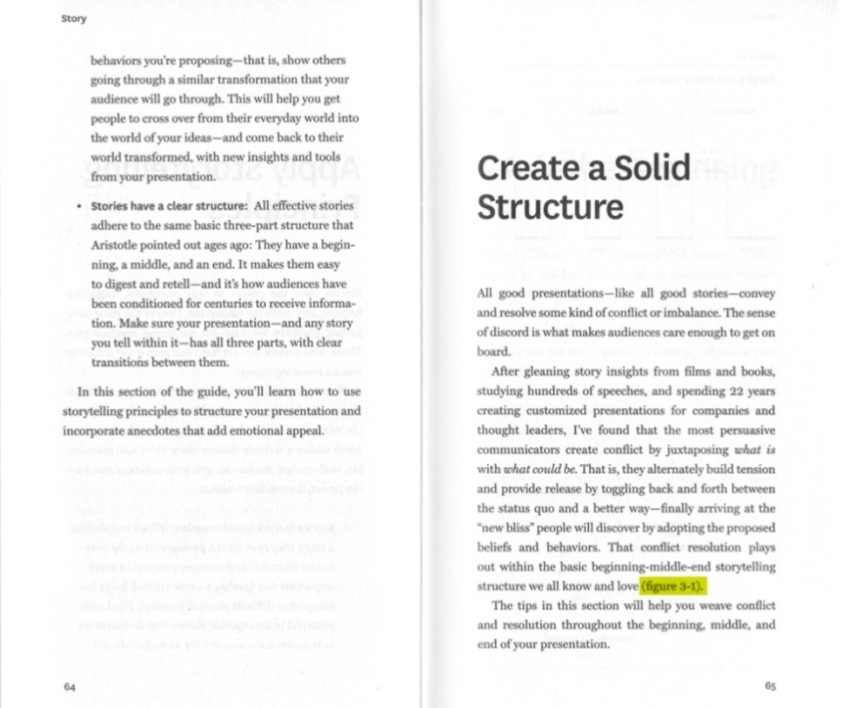 Story
behaviors you're proposing—that is, show others
going through a similar transformation that your
audience will go through. This will help you get
people to cross over from their everyday world into
the world of your ideas—and come back to their
world transformed, with new insights and tools
from your presentation.
• Stories have a clear structure: All effective stories
adhere to the same basic three-part structure that
Aristotle pointed out ages ago: They have a begin-
ning, a middle, and an end. It makes them easy
to digest and retell—and it's how audiences have
been conditioned for centuries to receive informa-
tion. Make sure your presentation—and any story
you tell within it—has all three parts, with clear
transitions between them.
In this section of the guide, you'll learn how to use
storytelling principles to structure your presentation and
incorporate anecdotes that add emotional appeal.
64
Create a Solid
Structure
All good presentations—like all good stories—convey
and resolve some kind of conflict or imbalance. The sense
of discord is what makes audiences care enough to get on
board.
After gleaning story insights from films and books,
studying hundreds of speeches, and spending 22 years
creating customized presentations for companies and
thought leaders, I've found that the most persuasive
communicators create conflict by juxtaposing what is
with what could be. That is, they alternately build tension
and provide release by toggling back and forth between
the status quo and a better way—finally arriving at the
"new bliss" people will discover by adopting the proposed
beliefs and behaviors. That conflict resolution plays
out within the basic beginning-middle-end storytelling
structure we all know and love (figure 3-1).
The tips in this section will help you weave conflict
and resolution throughout the beginning, middle, and
end of your presentation.
65